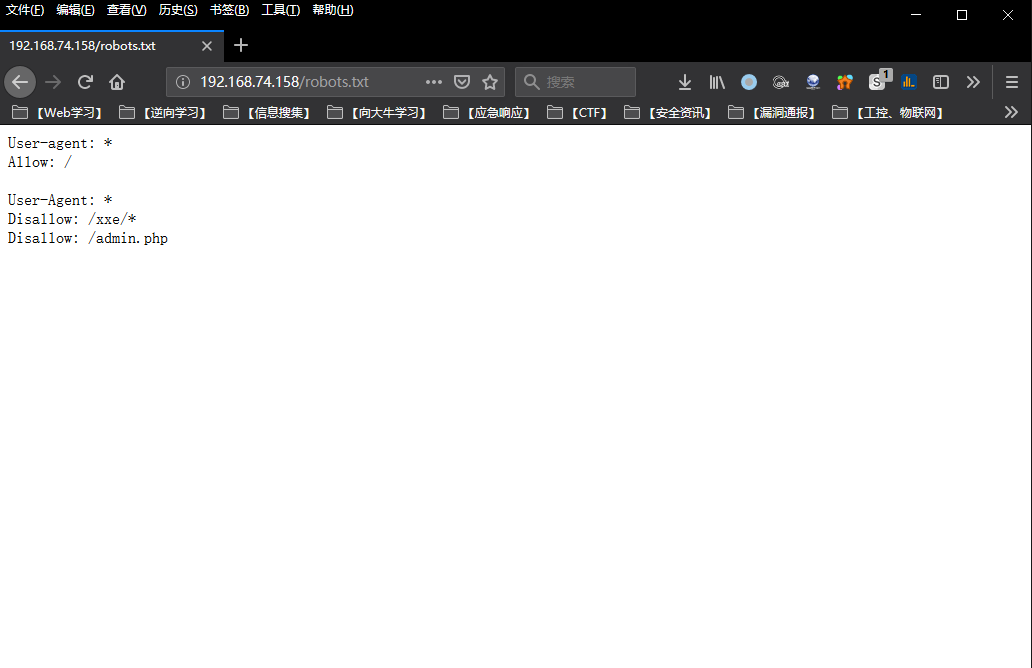 文件(F) 编辑(E) 查看(V) 历史(S) 书签(B) 工具(T) 帮助(H)
192.168.74.158/robots.txt
192.168.74.158/robots.txt 搜索 S 1
【Web学习】 【逆向学习】 【信息搜集】 【向大牛学习】 【应急响应】 【CTF】 【安全资讯】 【漏洞通报】 【工控、物联网】
User-agent: *
Allow: /
User-Agent: *
Disallow: /xxe/*
Disallow: /admin.php